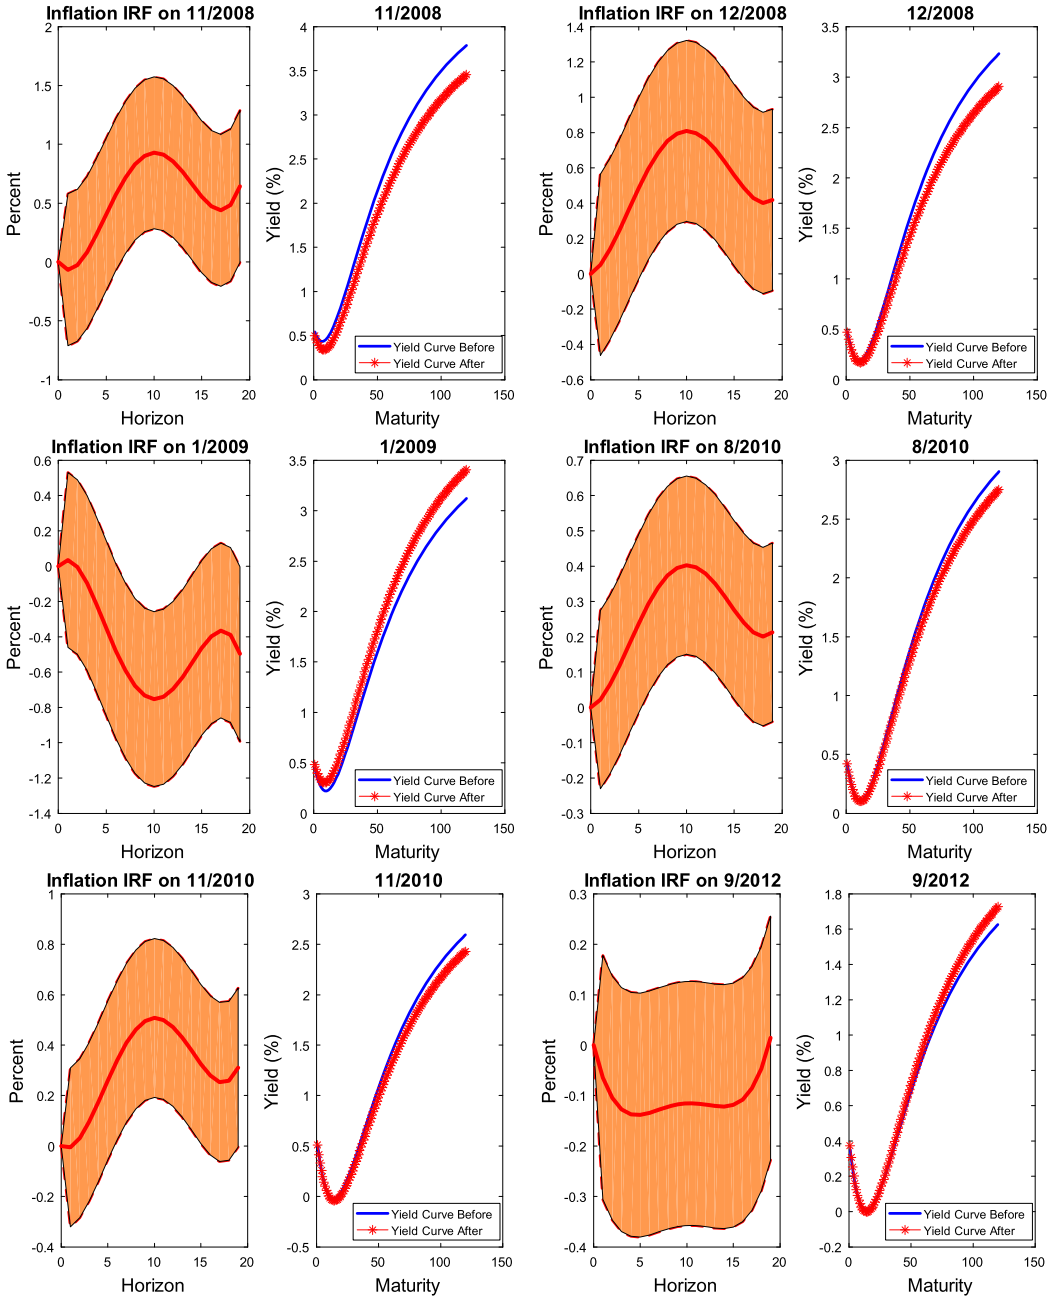 Inflation IRF on 11/2008
2
1.5
1
0.5
0
-0.5
-1
0 5 10 15 20
Percent
Horizon
11/2008
4
3.5
3
2.5
2
1.5
1
0.5
0
0 50 100 150
Yield (%)
Maturity
Yield Curve Before
Yield Curve After
Inflation IRF on 12/2008
1.4
1.2
1
0.8
0.6
0.4
0.2
0
-0.2
-0.4
-0.6
0 5 10 15 20
Percent
Horizon
12/2008
3.5
3
2.5
2
1.5
1
0.5
0
0 50 100 150
Yield (%)
Maturity
Yield Curve Before
Yield Curve After
Inflation IRF on 1/2009
0.6
0.4
0.2
0
-0.2
-0.4
-0.6
-0.8
-1
-1.2
-1.4
0 5 10 15 20
Percent
Horizon
1/2009
3.5
3
2.5
2
1.5
1
0.5
0
0 50 100 150
Yield (%)
Maturity
Yield Curve Before
Yield Curve After
Inflation IRF on 8/2010
0.7
0.6
0.5
0.4
0.3
0.2
0.1
0
-0.1
-0.2
-0.3
0 5 10 15 20
Percent
Horizon
8/2010
3
2.5
2
1.5
1
0.5
0
0 50 100 150
Yield (%)
Maturity
Yield Curve Before
Yield Curve After
Inflation IRF on 11/2010
1
0.8
0.6
0.4
0.2
0
-0.2
-0.4
0 5 10 15 20
Percent
Horizon
11/2010
3
2.5
2
1.5
1
0.5
0
-0.5
0 50 100 150
Yield (%)
Maturity
Yield Curve Before
Yield Curve After
Inflation IRF on 9/2012
0.3
0.2
0.1
0
-0.1
-0.2
-0.3
-0.4
0 5 10 15 20
Percent
Horizon
9/2012
1.8
1.6
1.4
1.2
1
0.8
0.6
0.4
0.2
0
-0.2
0 50 100 150
Yield (%)
Maturity
Yield Curve Before
Yield Curve After